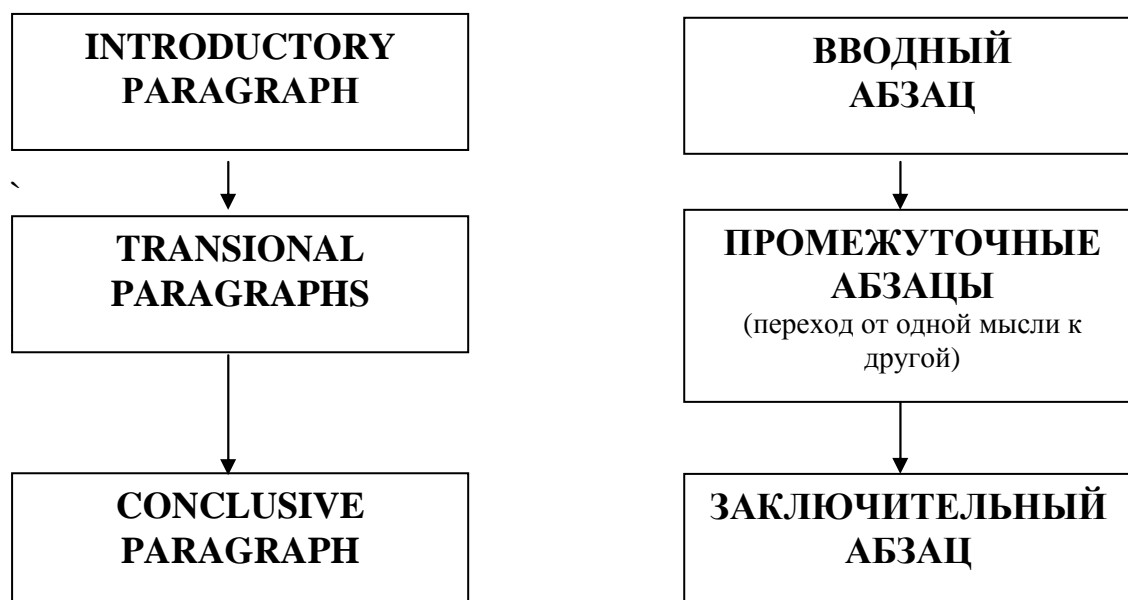 INTRODUCTORY
PARAGRAPH
`
TRANSIONAL
PARAGRAPHS
CONCLUSIVE
PARAGRAPH
ВВОДНЫЙ
АБЗАЦ
ПРОМЕЖУТОЧНЫЕ
АБЗАЦЫ
(переход от одной мысли к
другой)
ЗАКЛЮЧИТЕЛЬНЫЙ
АБЗАЦ